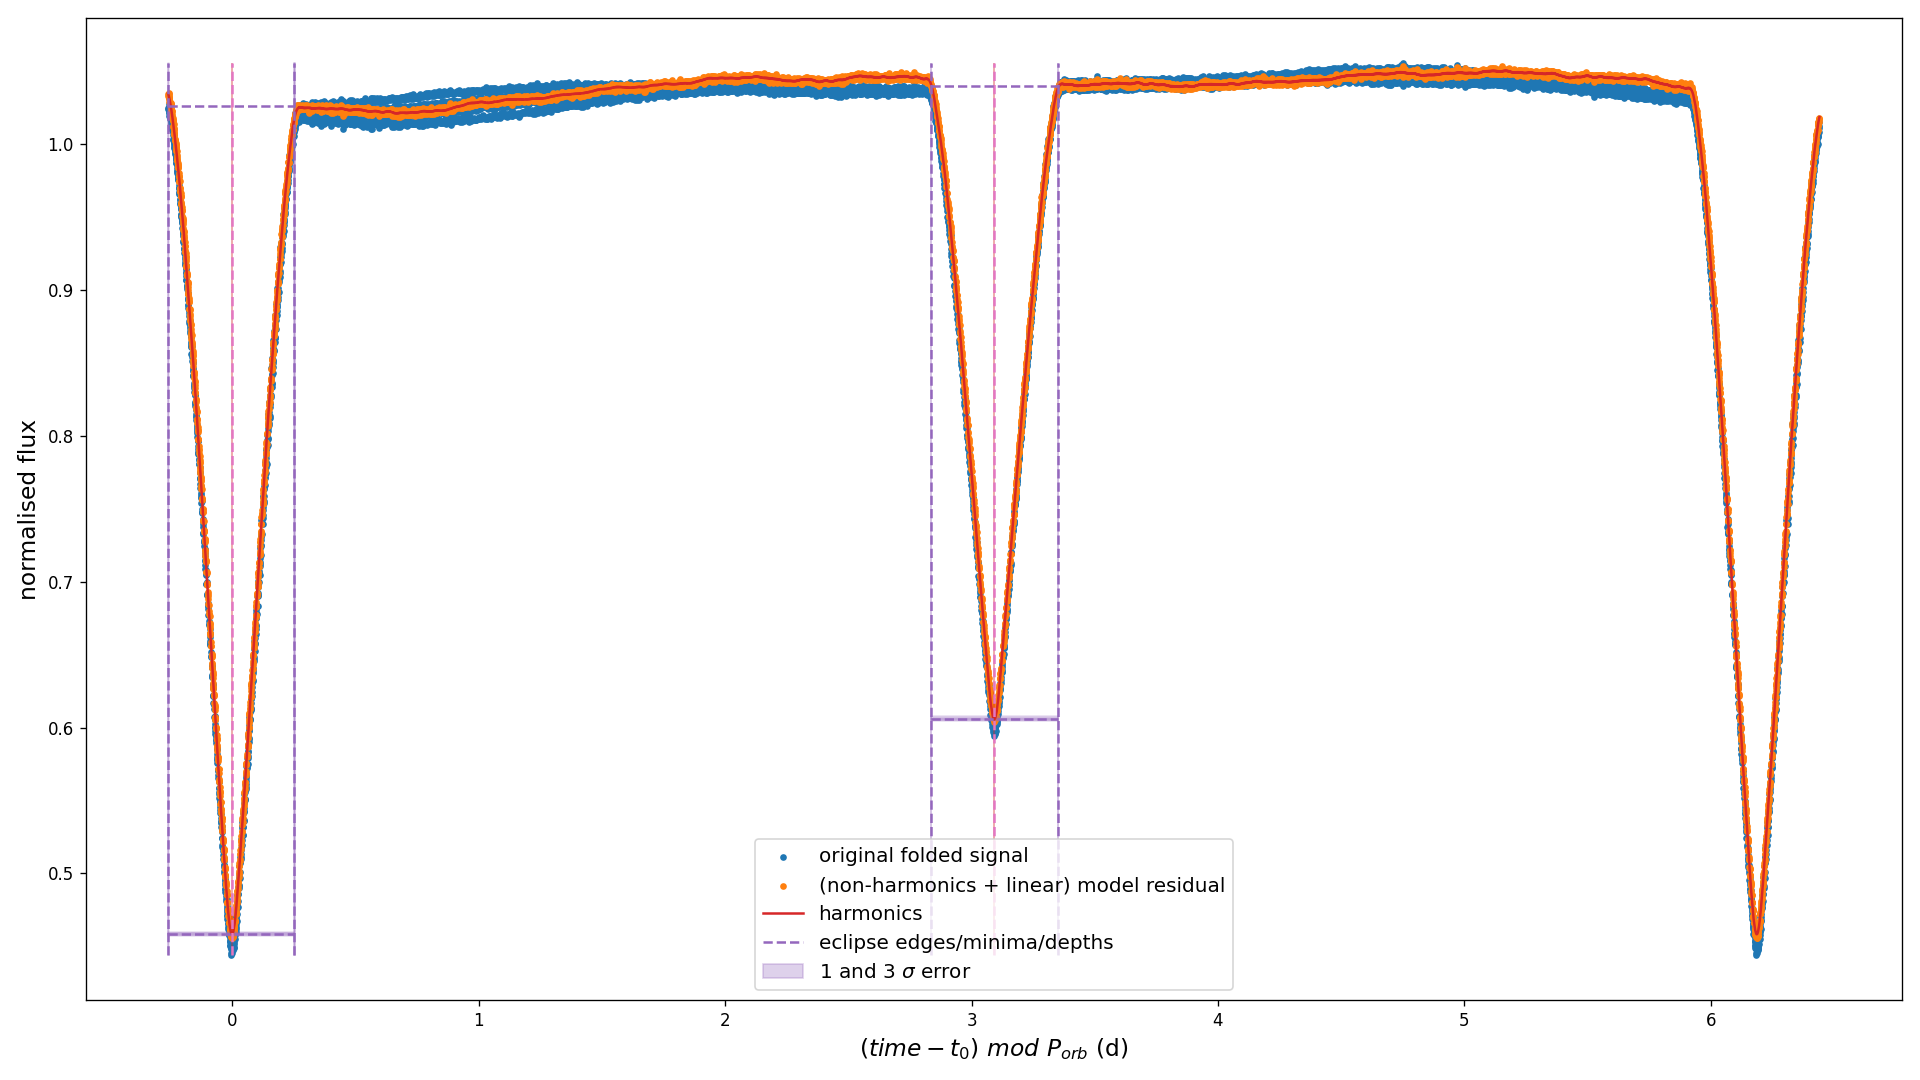 normalised flux
1.0
0.9
0.8
0.7
0.6
0.5
original folded signal
(non-harmonics + linear) model residual
harmonics
eclipse edges/minima/depths
1 and 3 σ error
0 1 2 3 4 5 6
(time − t₀) mod Pₒᵣb (d)